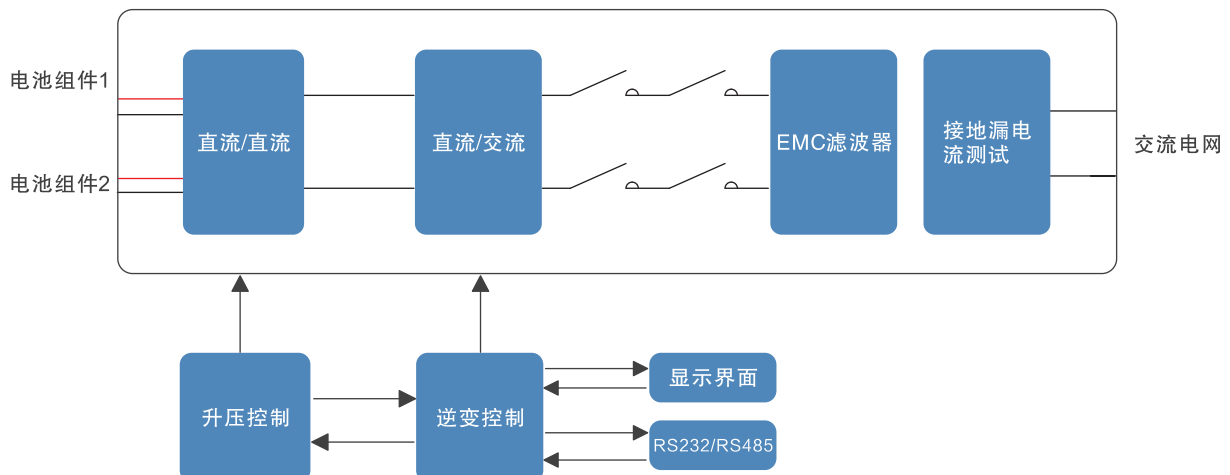 电池组件1
电池组件2
直流/直流
直流/交流
EMC滤波器
接地漏电
流测试
交流电网
升压控制
逆变控制
显示界面
RS232/RS485